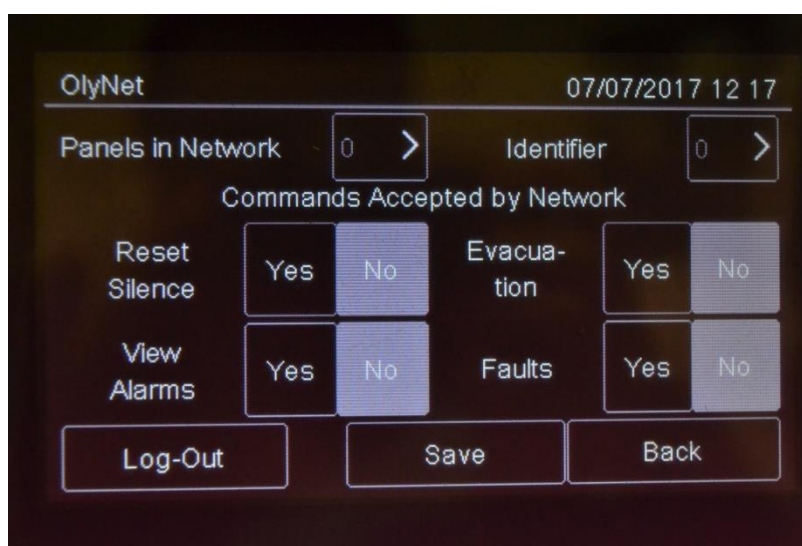 OlyNet 07/07/2017 12 17
Panels in Network 0 > Identifier 0 >
Commands Accepted by Network
Reset Silence Yes No Evacua-tion Yes No
View Alarms Yes No Faults Yes No
Log-Out Save Back